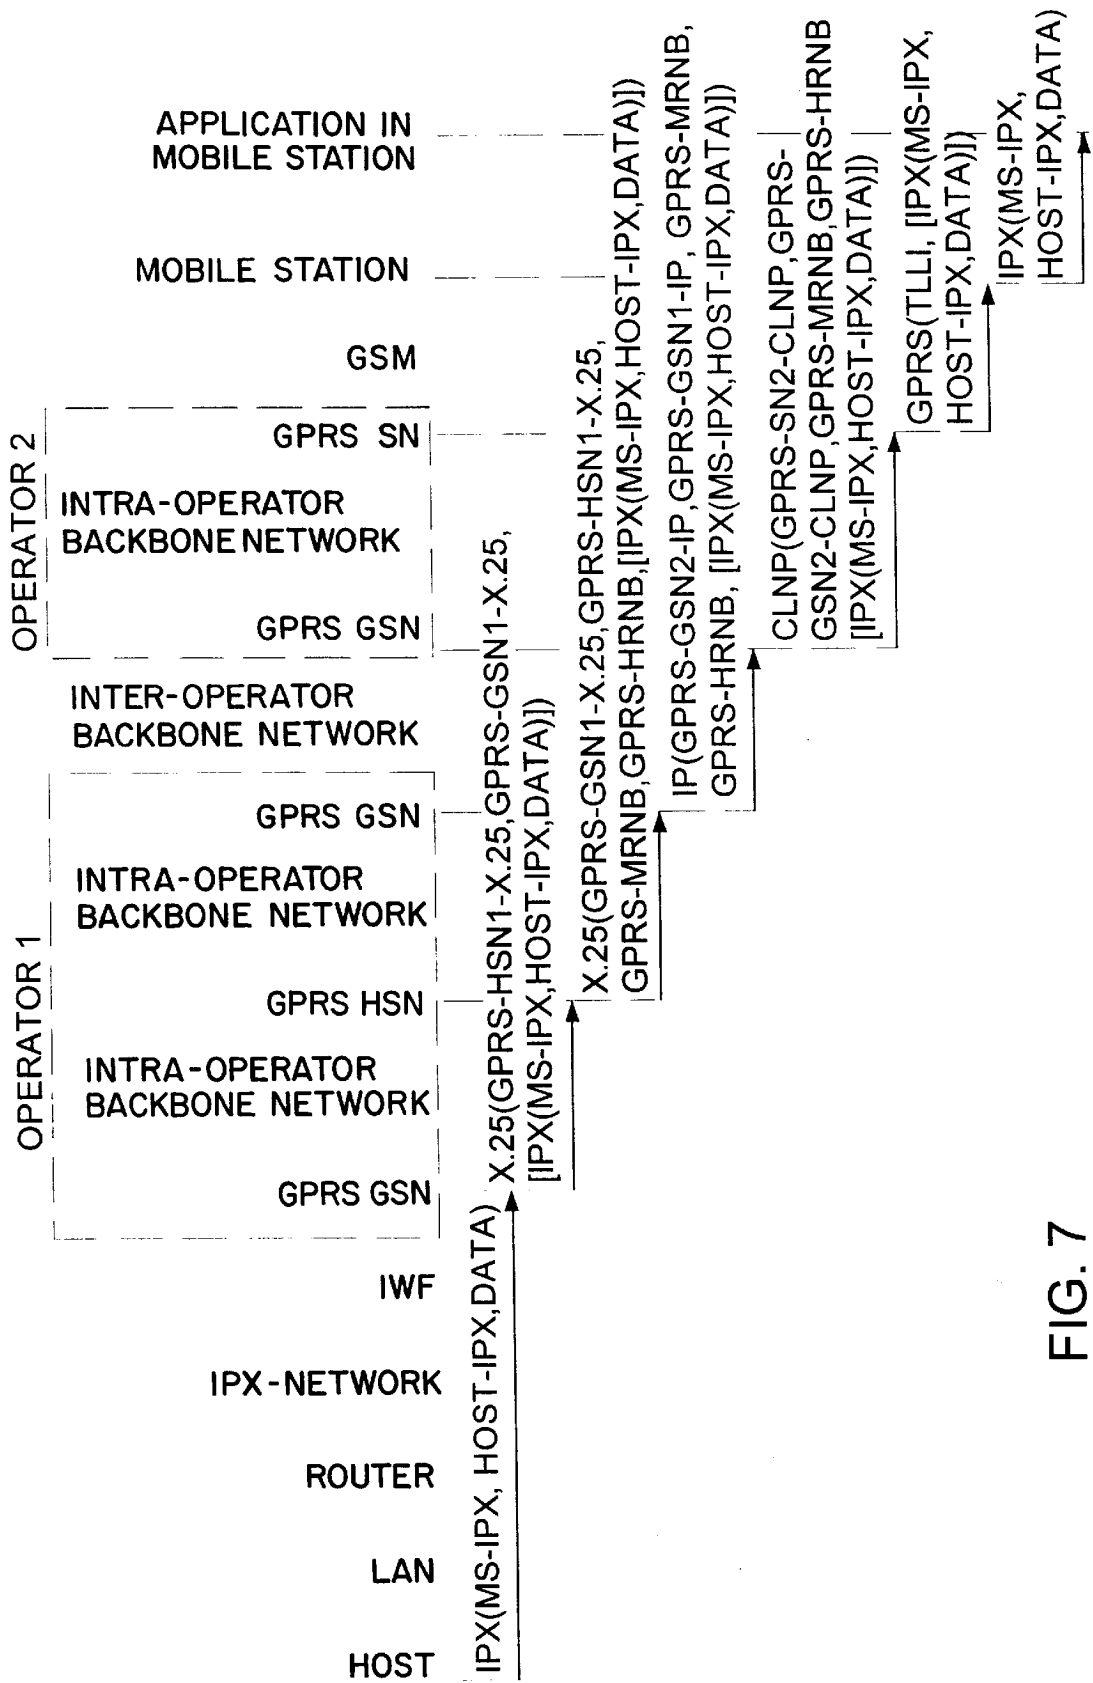 OPERATOR 1
OPERATOR 2
HOST
LAN
ROUTER
IPX-NETWORK
IWF
GPRS GSN
INTRA-OPERATOR
BACKBONE NETWORK
GPRS HSN
INTRA-OPERATOR
BACKBONE NETWORK
GPRS GSN
INTER-OPERATOR
BACKBONE NETWORK
GPRS GSN
INTRA-OPERATOR
BACKBONE NETWORK
GPRS SN
GSM
MOBILE STATION
APPLICATION IN
MOBILE STATION
IPX(MS-IPX, HOST-IPX,DATA)
X.25(GPRS-HSN1-X.25,GPRS-GSN1-X.25,
[IPX(MS-IPX,HOST-IPX,DATA)])
X.25(GPRS-GSN1-X.25,GPRS-HSN1-X.25,
GPRS-MRNB,GPRS-HRNB,[IPX(MS-IPX,HOST-IPX,DATA)])
IP(GPRS-GSN2-IP,GPRS-GSN1-IP, GPRS-MRNB,
GPRS-HRNB, [IPX(MS-IPX,HOST-IPX,DATA)])
CLNP(GPRS-SN2-CLNP,GPRS-
GSN2-CLNP,GPRS-MRNB,GPRS-HRNB
[IPX(MS-IPX,HOST-IPX,DATA)])
GPRS(TLLI, [IPX(MS-IPX,
HOST-IPX,DATA)])
IPX(MS-IPX,
HOST-IPX,DATA)
FIG. 7